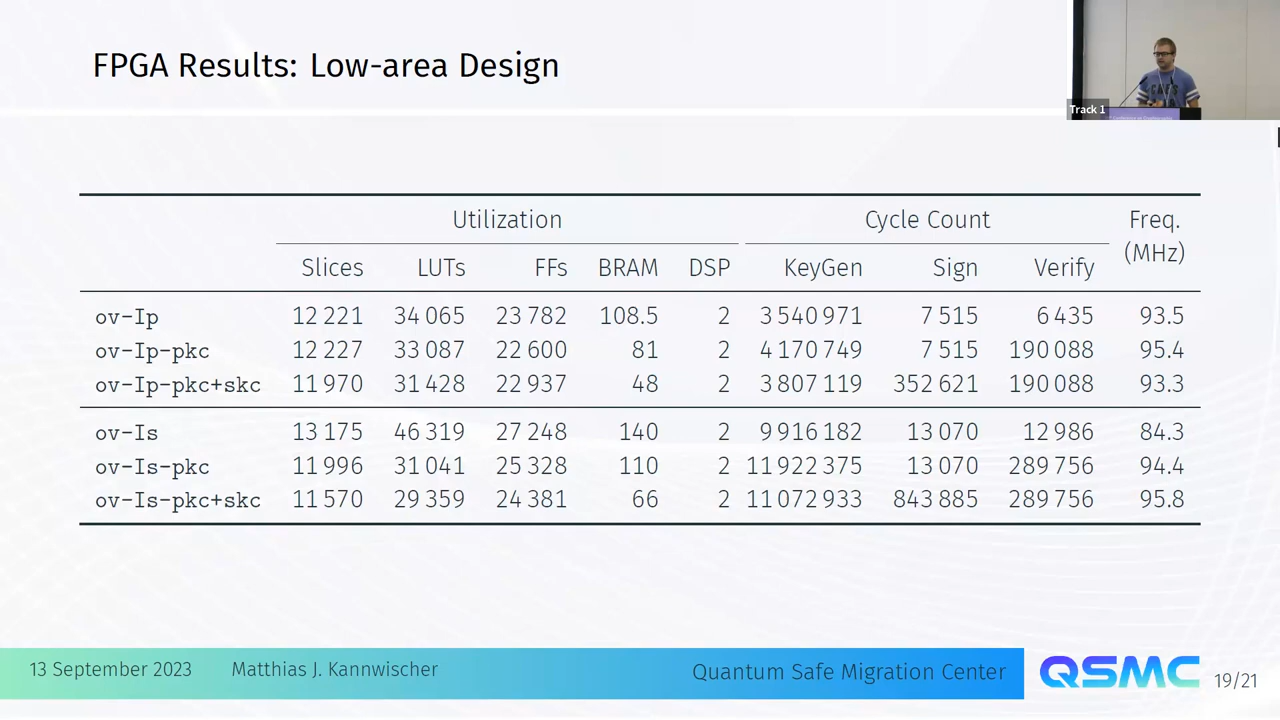 FPGA Results: Low-area Design
Track 1
Utilization Cycle Count Freq.
(MHz)
Slices LUTs FFs BRAM DSP KeyGen Sign Verify
ov-Ip 12 221 34 065 23 782 108.5 2 3 540 971 7 515 6 435 93.5
ov-Ip-pkc 12 227 33 087 22 600 81 2 4 170 749 7 515 190 088 95.4
ov-Ip-pkc+skc 11 970 31 428 22 937 48 2 3 807 119 352 621 190 088 93.3
ov-Is 13 175 46 319 27 248 140 2 9 916 182 13 070 12 986 84.3
ov-Is-pkc 11 996 31 041 25 328 110 2 11 922 375 13 070 289 756 94.4
ov-Is-pkc+skc 11 570 29 359 24 381 66 2 11 072 933 843 885 289 756 95.8
13 September 2023 Matthias J. Kannwischer Quantum Safe Migration Center QSMC 19/21